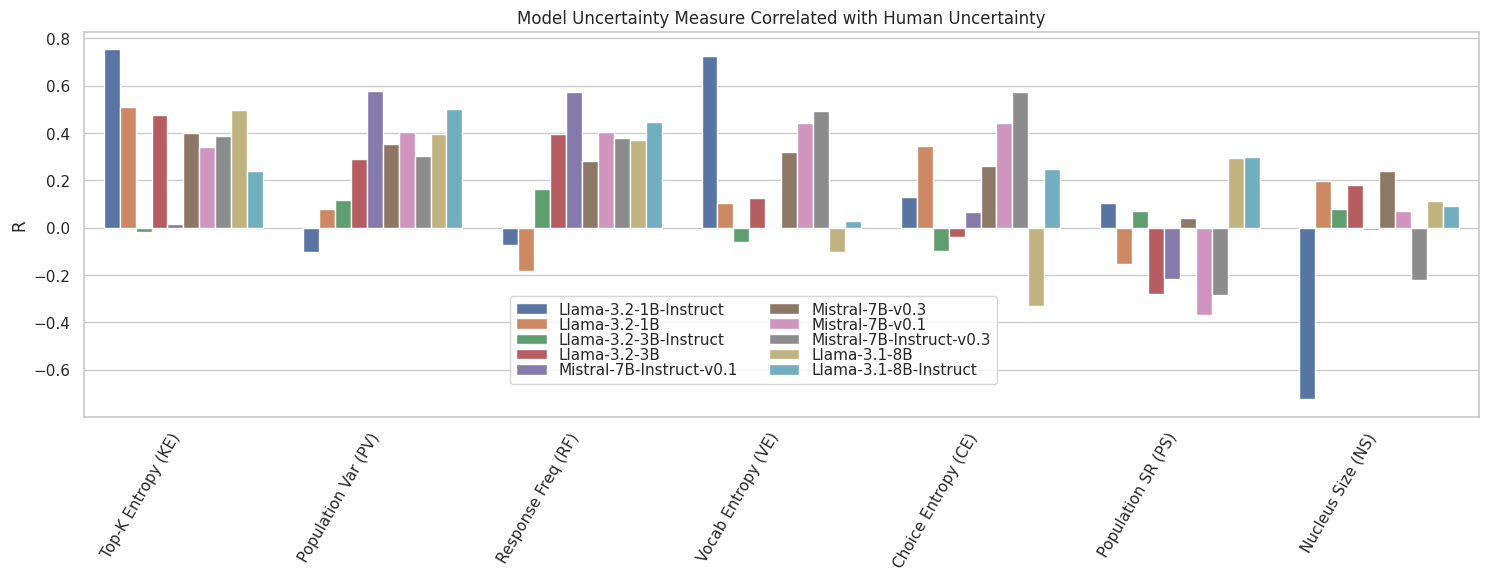 Model Uncertainty Measure Correlated with Human Uncertainty
R
0.8
0.6
0.4
0.2
0.0
−0.2
−0.4
−0.6
Llama-3.2-1B-Instruct
Llama-3.2-1B
Llama-3.2-3B-Instruct
Llama-3.2-3B
Mistral-7B-Instruct-v0.1
Mistral-7B-v0.3
Mistral-7B-v0.1
Mistral-7B-Instruct-v0.3
Llama-3.1-8B
Llama-3.1-8B-Instruct
Top-K Entropy (KE)
Population Var (PV)
Response Freq (RF)
Vocab Entropy (VE)
Choice Entropy (CE)
Population SR (PS)
Nucleus Size (NS)